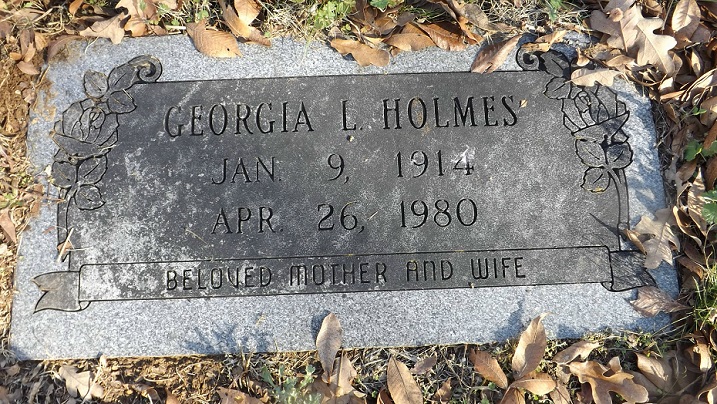 GEORGIA L. HOLMES
JAN. 9, 1914
APR. 26, 1980
BELOVED MOTHER AND WIFE